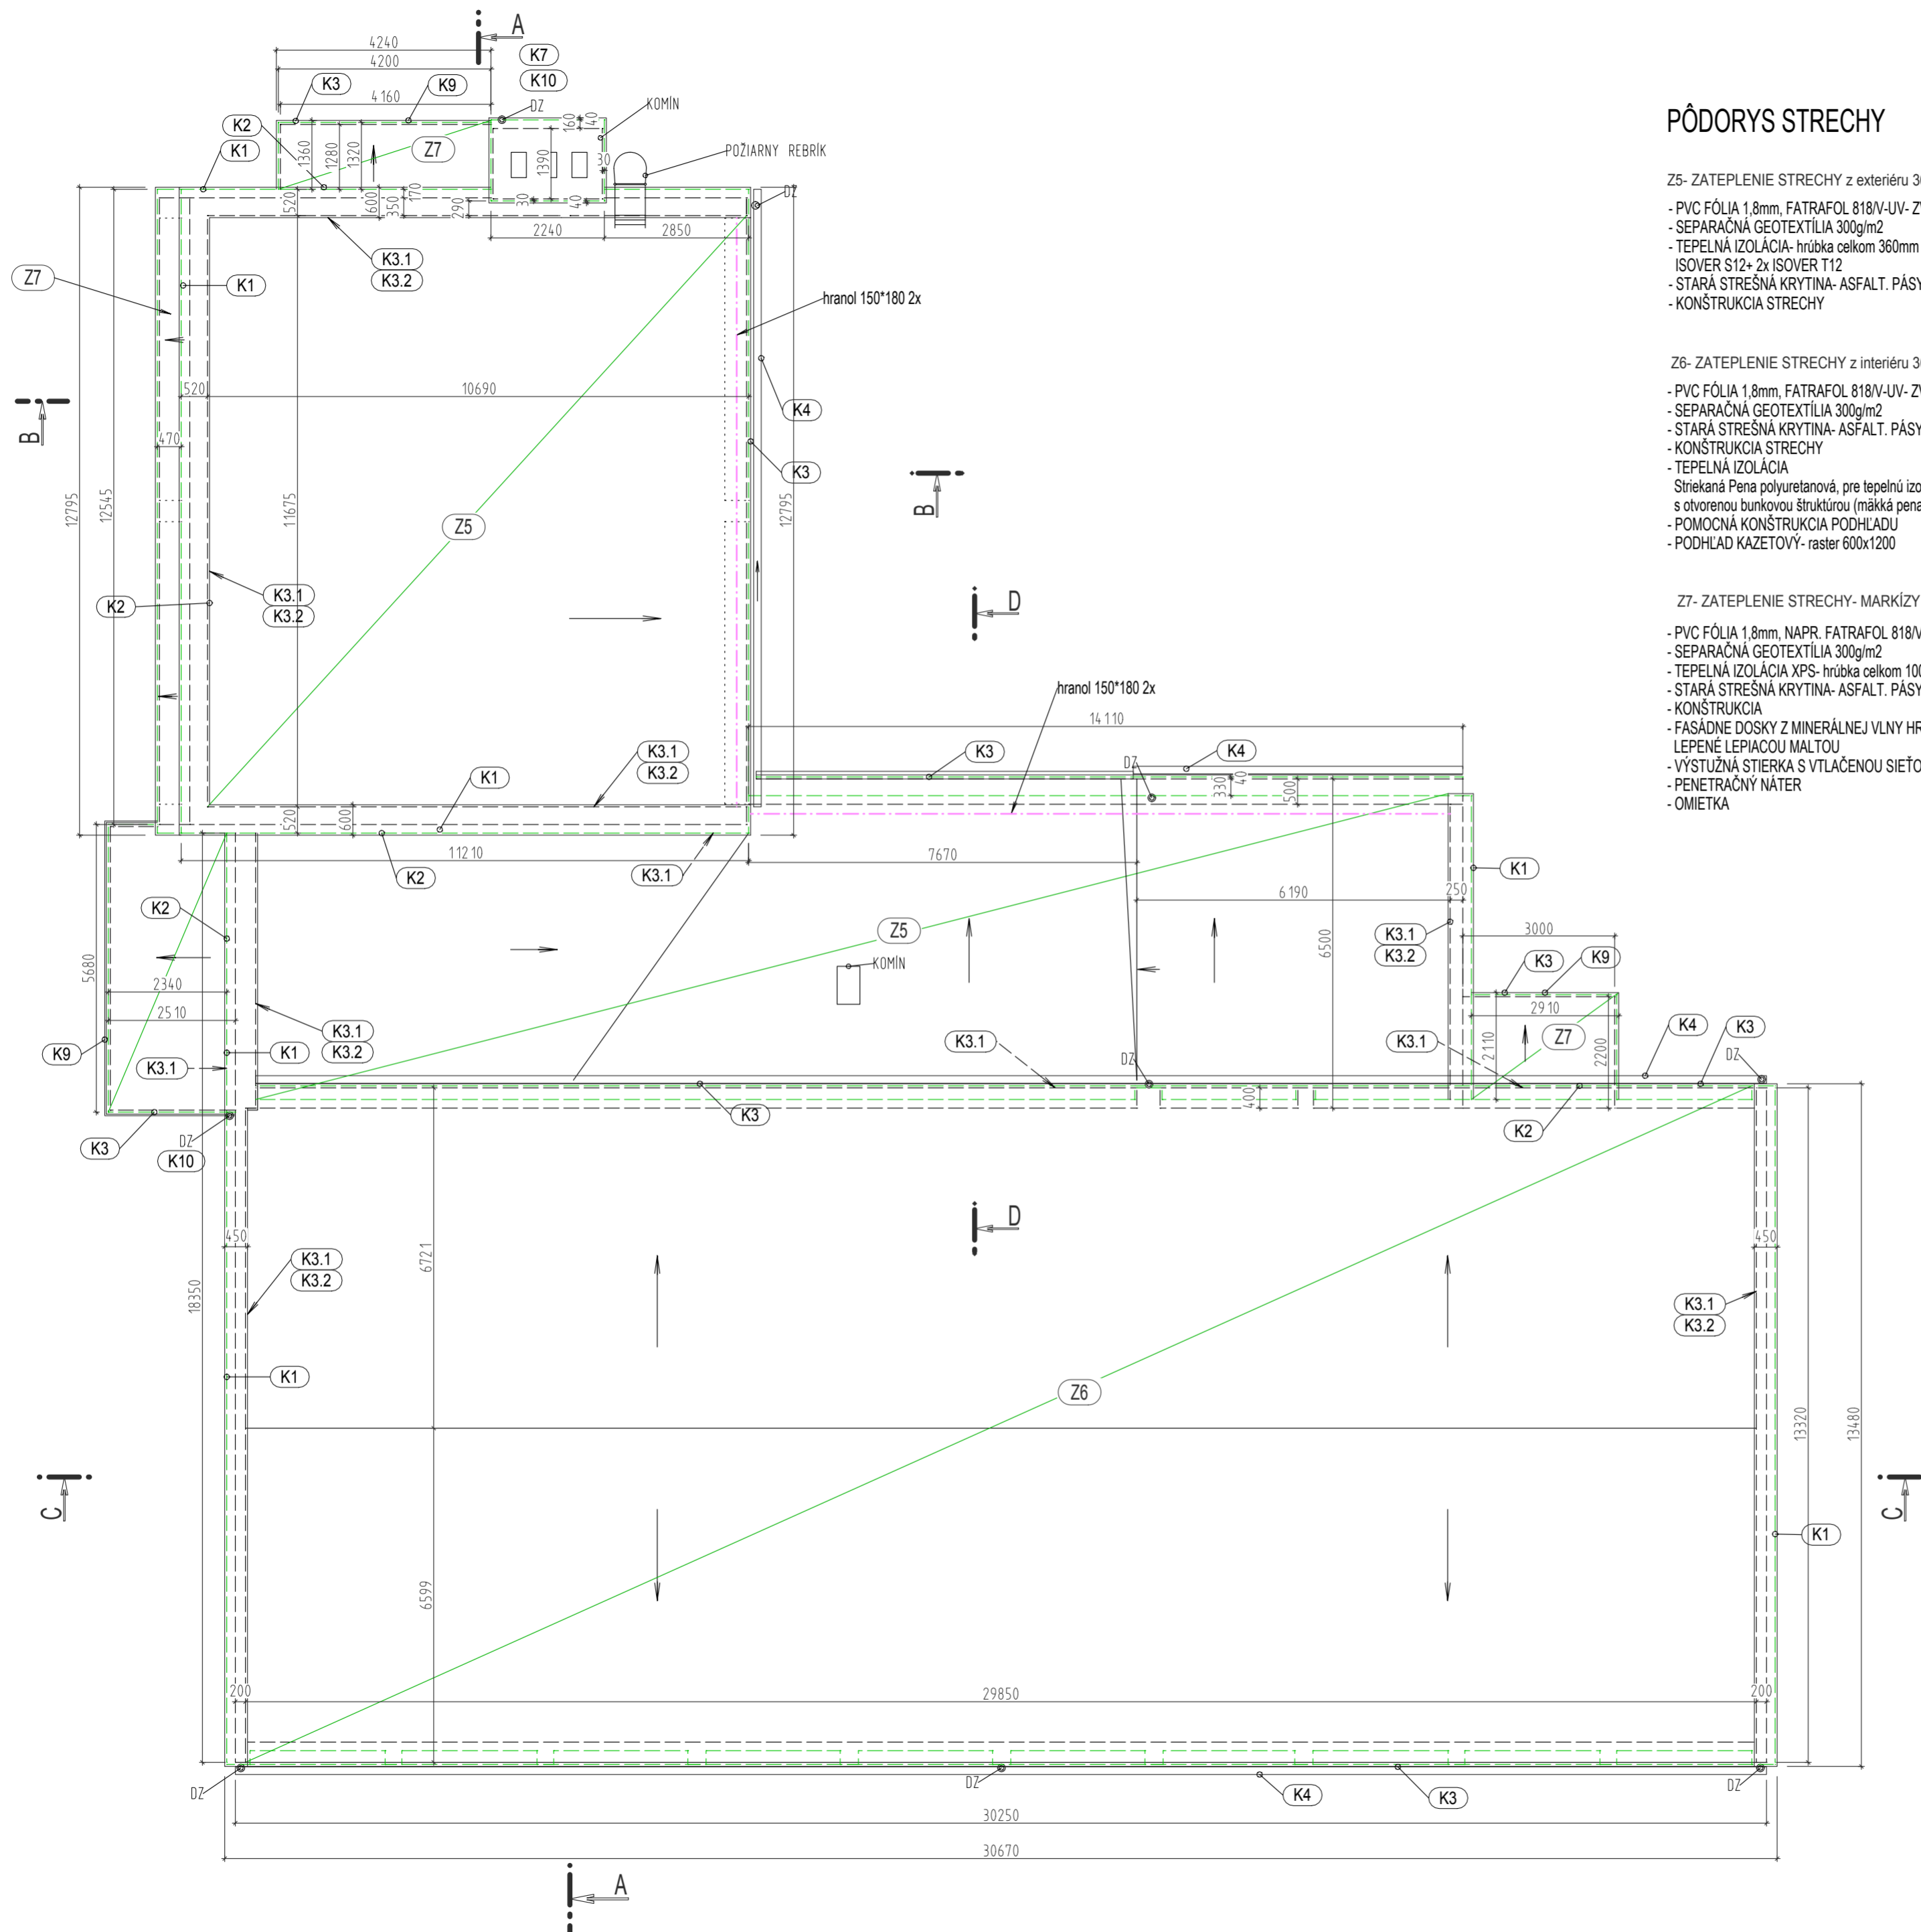 A
4240
4200
4160
K7
K10
K3
K9
DZ
KOMÍN
160
40
K2
K1
1360
1280
1320
Z7
1390
30
POŽIARNY REBRÍK
DZ
520
600
350
170
290
30
40
2240
2850
K3.1
K3.2
Z7
K1
hranol 150*180 2x
520
10690
K4
B
470
K3
12795
12545
11675
12795
B
Z5
K3.1
K3.2
K2
D
hranol 150*180 2x
14110
K3.1
K3.2
K3
K4
DZ
K1
330
40
500
520
600
11210
7670
K2
K3.1
K1
6190
250
K2
Z5
K3.1
K3.2
3000
6500
5680
KOMÍN
K3
K9
2340
2510
2910
K9
K3.1
K3.2
K1
K3.1
K3.1
K3.1
2110
Z7
2200
K4
K3
DZ
DZ
400
K3
K2
K3
DZ
K10
D
450
K3.1
K3.2
6721
450
18350
K3.1
K3.2
K1
Z6
13320
13480
C
C
K1
6599
200
29850
200
DZ
DZ
DZ
K4
K3
30250
30670
A
PÔDORYS STRECHY
Z5- ZATEPLENIE STRECHY z exteriéru
- PVC FÓLIA 1,8mm, FATRAFOL 818/V-UV-
- SEPARAČNÁ GEOTEXTÍLIA 300g/m2
- TEPELNÁ IZOLÁCIA- hrúbka celkom 360mm
ISOVER S12+ 2x ISOVER T12
- STARÁ STREŠNÁ KRYTINA- ASFALT. PÁSY
- KONŠTRUKCIA STRECHY
Z6- ZATEPLENIE STRECHY z interiéru
- PVC FÓLIA 1,8mm, FATRAFOL 818/V-UV-
- SEPARAČNÁ GEOTEXTÍLIA 300g/m2
- STARÁ STREŠNÁ KRYTINA- ASFALT. PÁSY
- KONŠTRUKCIA STRECHY
- TEPELNÁ IZOLÁCIA
Striekaná Pena polyuretanová, pre tepelnú izo
s otvorenou bunkovou štruktúrou (mäkká pena
- POMOCNÁ KONŠTRUKCIA PODHĽADU
- PODHĽAD KAZETOVÝ- raster 600x1200
Z7- ZATEPLENIE STRECHY- MARKÍZY
- PVC FÓLIA 1,8mm, NAPR. FATRAFOL 818/V
- SEPARAČNÁ GEOTEXTÍLIA 300g/m2
- TEPELNÁ IZOLÁCIA XPS- hrúbka celkom 100
- STARÁ STREŠNÁ KRYTINA- ASFALT. PÁSY
- KONŠTRUKCIA
- FASÁDNE DOSKY Z MINERÁLNEJ VLNY HR
LEPENÉ LEPIACOU MALTOU
- VÝSTUŽNÁ STIERKA S VTLAČENOU SIEŤO
- PENETRAČNÝ NÁTER
- OMIETKA